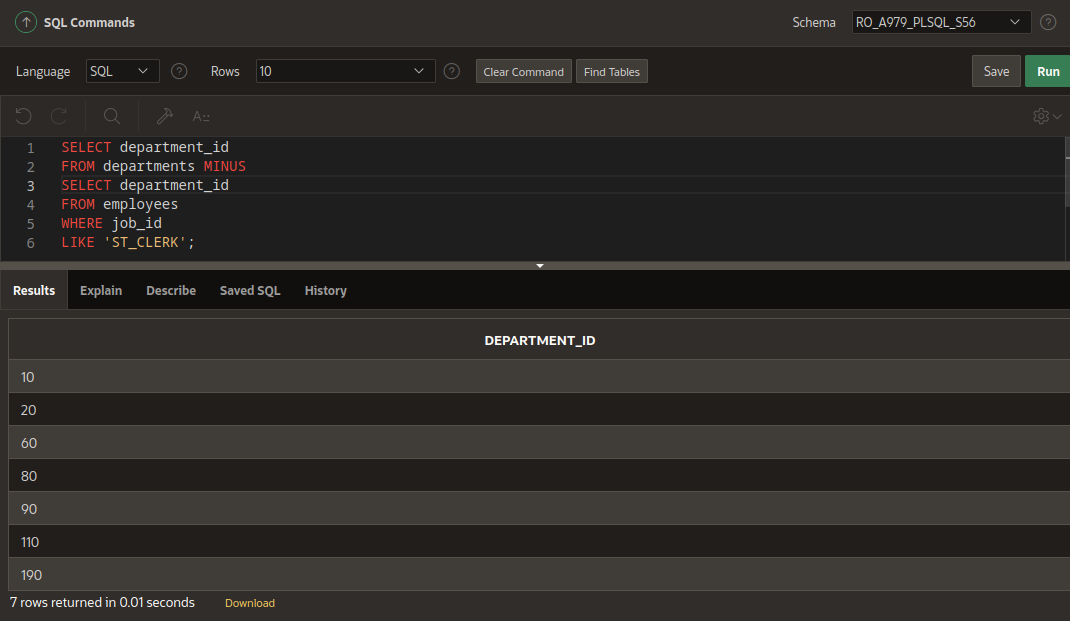 SQL Commands
Schema
RO_A979_PLSQL_S56
?
Language
SQL
?
Rows
10
?
Clear Command
Find Tables
Save
Run
A::
1 SELECT department_id
2 FROM departments MINUS
3 SELECT department_id
4 FROM employees
5 WHERE job_id
6 LIKE 'ST_CLERK';
Results Explain Describe Saved SQL History
DEPARTMENT_ID
10
20
60
80
90
110
190
7 rows returned in 0.01 seconds Download